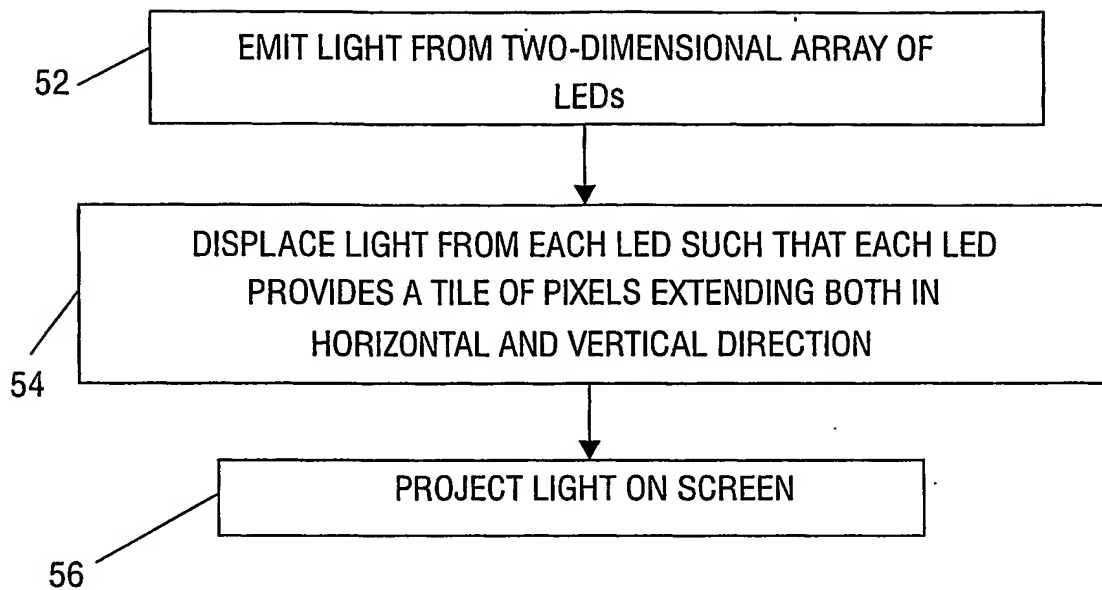 EMIT LIGHT FROM TWO-DIMENSIONAL ARRAY OF
LEDs
52
DISPLACE LIGHT FROM EACH LED SUCH THAT EACH LED
PROVIDES A TILE OF PIXELS EXTENDING BOTH IN
HORIZONTAL AND VERTICAL DIRECTION
54
PROJECT LIGHT ON SCREEN
56